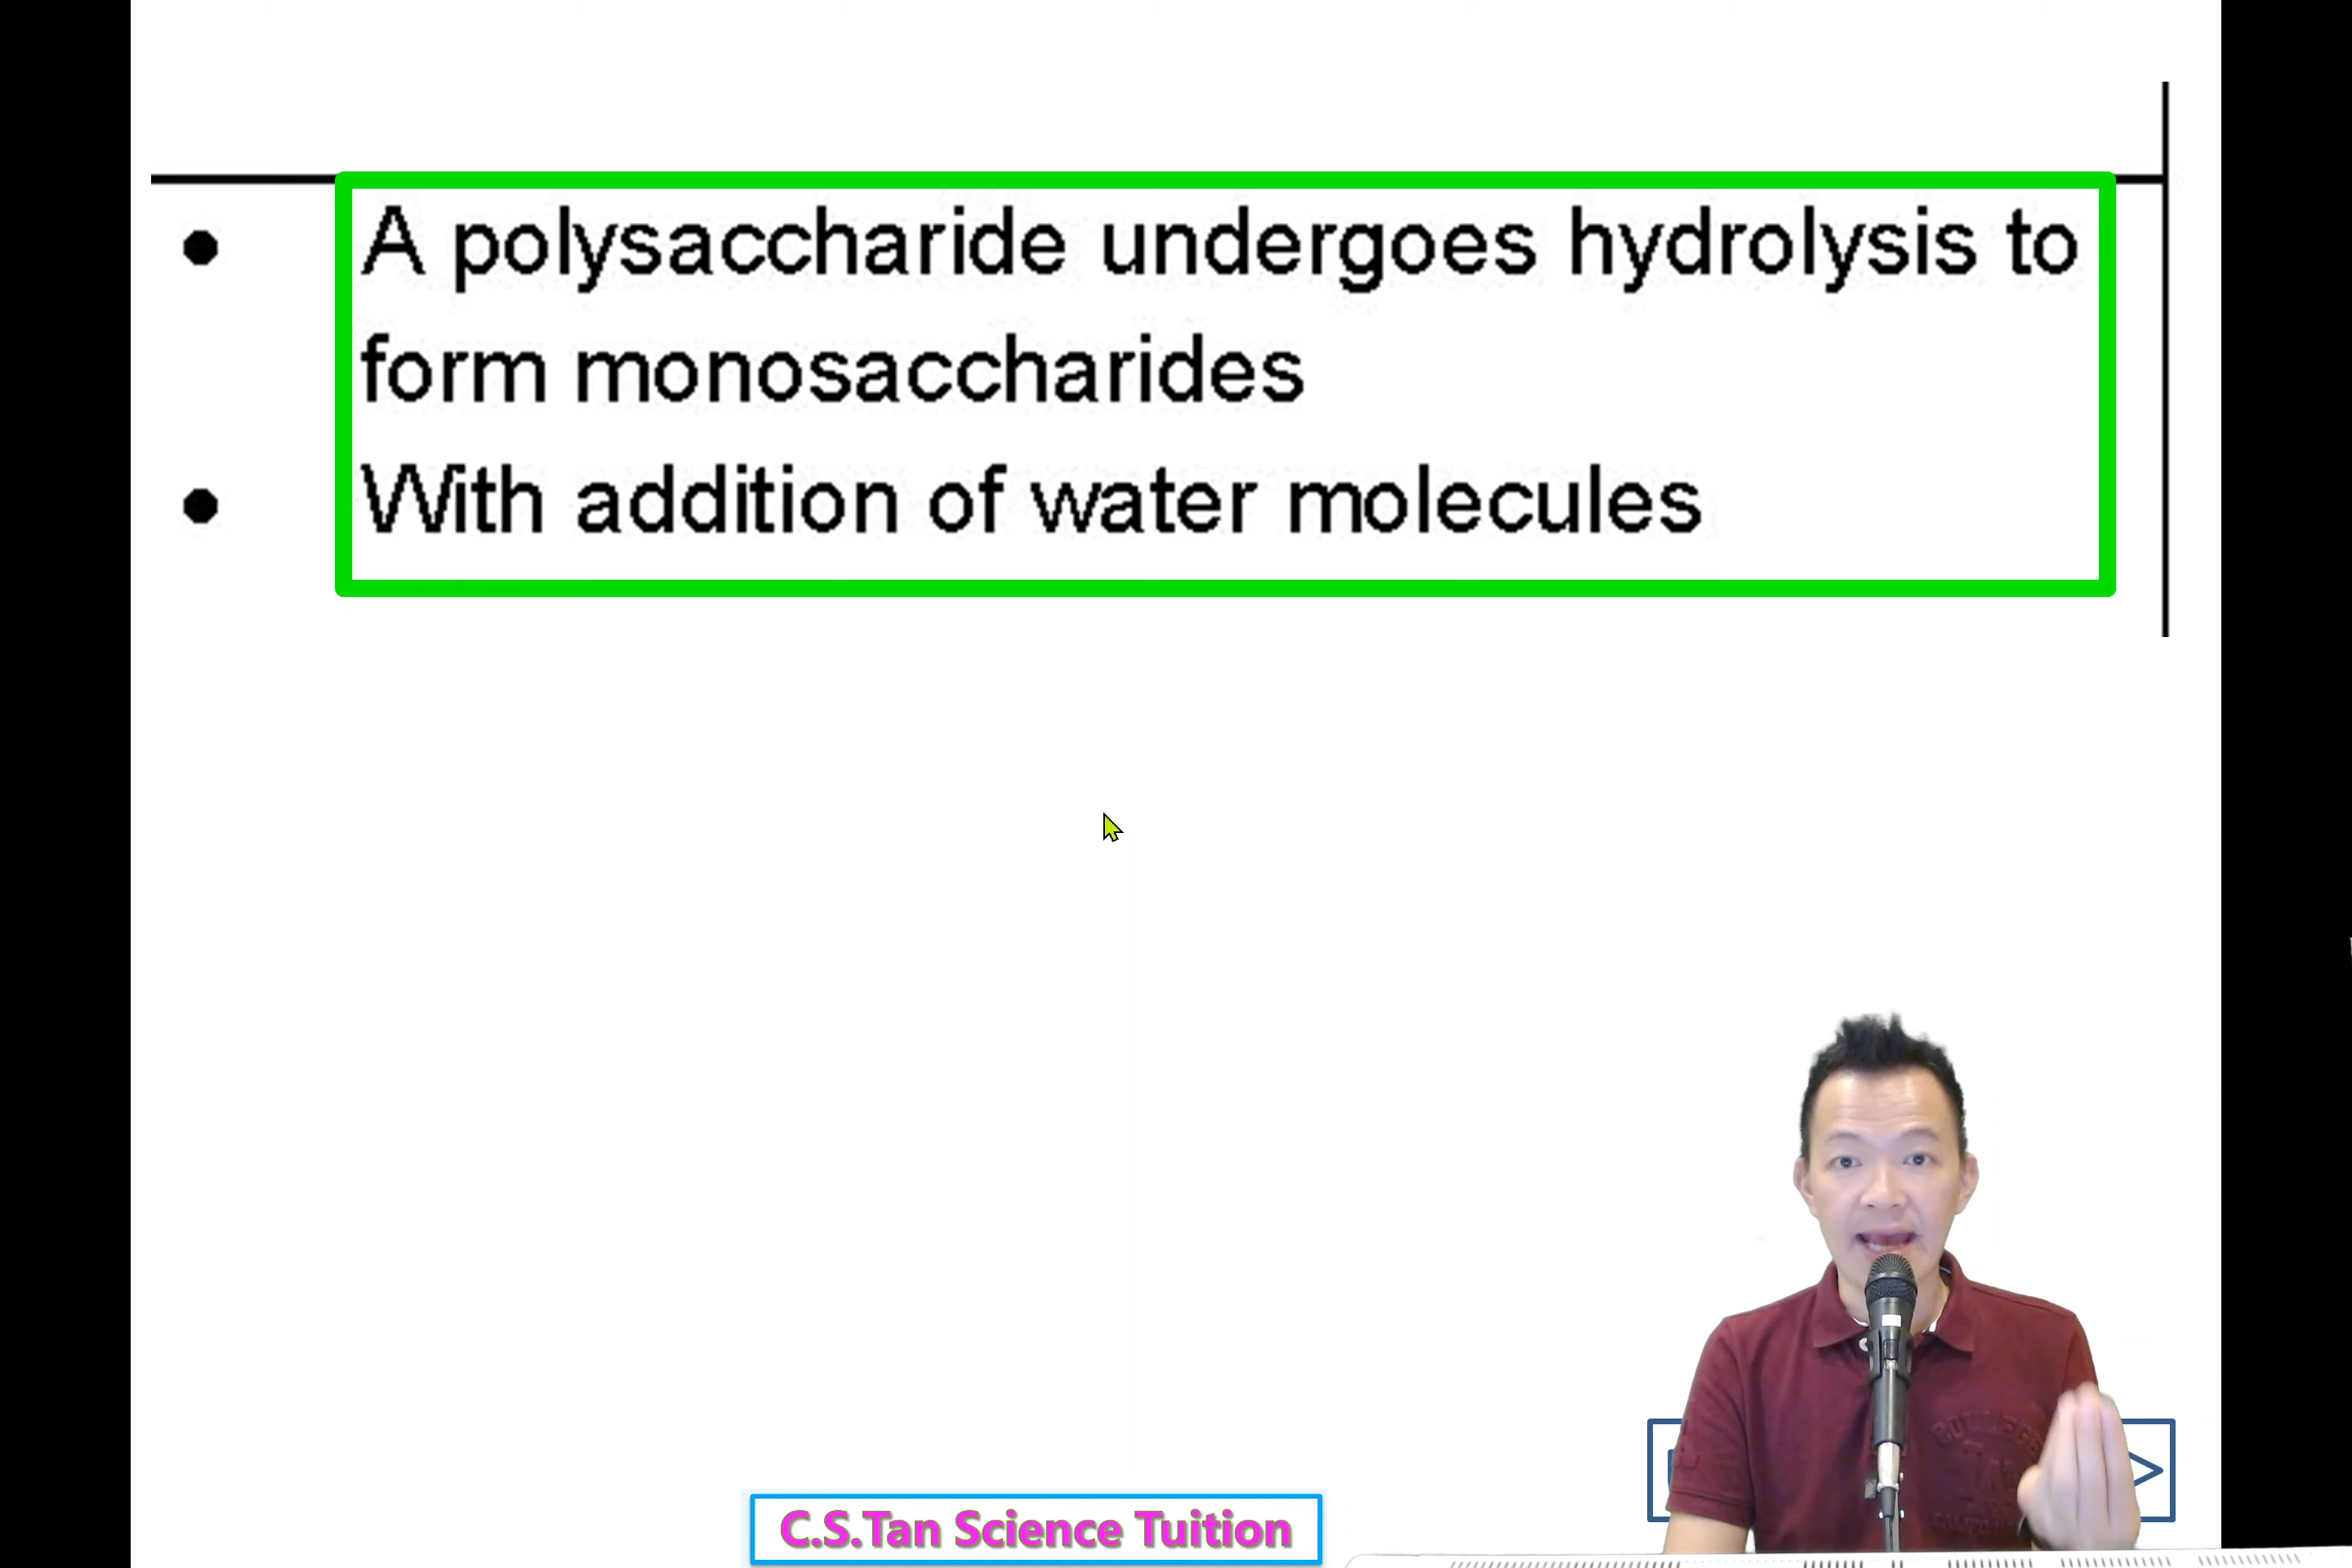 • A polysaccharide undergoes hydrolysis to
form monosaccharides
• With addition of water molecules
C.S.Tan Science Tuition